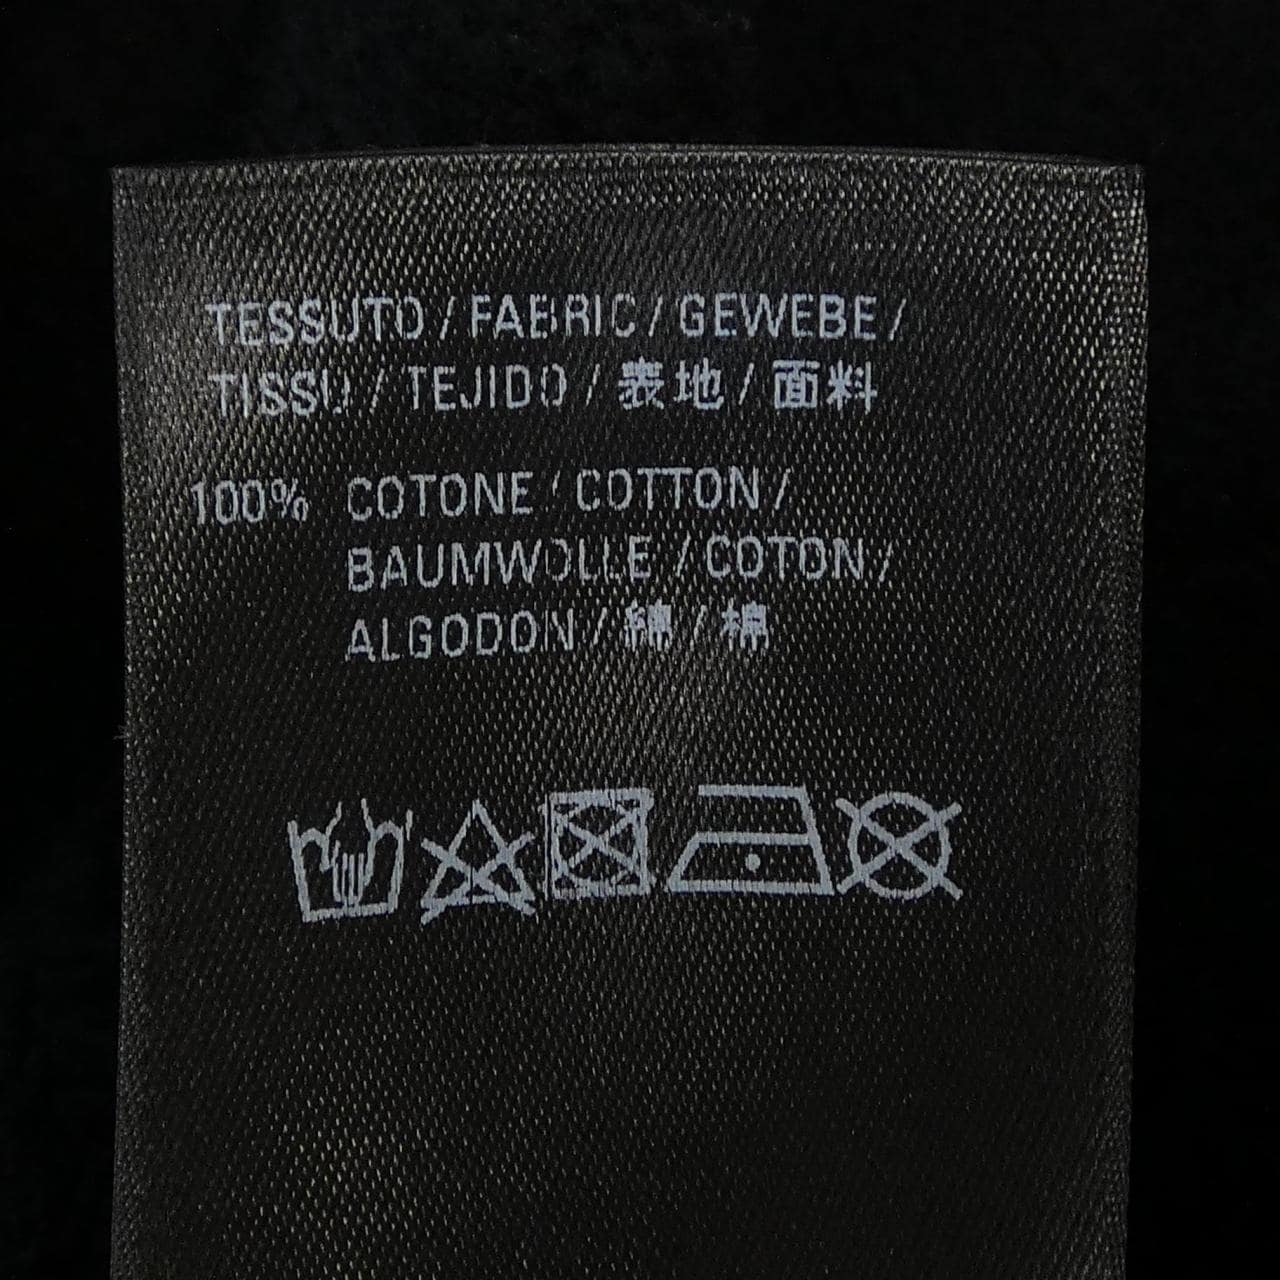 TESSUTO / FABRIC / GEWEBE /
TISSU / TEJIDO / 表地 / 面料
100% COTONE / COTTON /
BAUMWOLLE / COTON /
ALGODON / 綿 / 棉